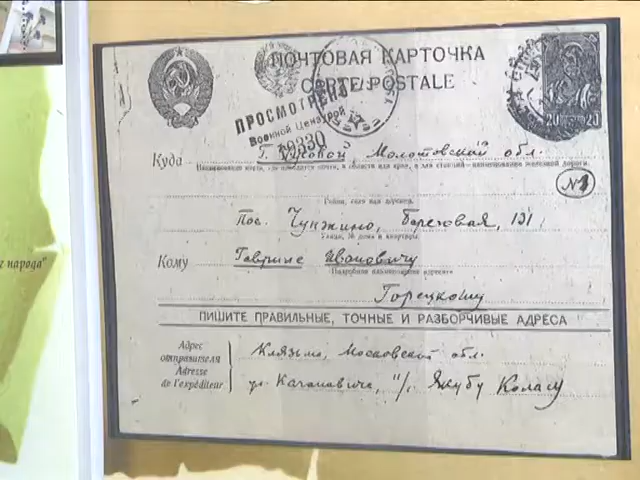 ПОЧТОВАЯ КАРТОЧКА
CARTE POSTALE
ПРОСМОТРЕНО
Военной Цензурой
Куда г. Молотовской обл.
№1
Пос. Чунжино, Береговая, 131
Кому Гавриле Ивановичу
Горецкому
ПИШИТЕ ПРАВИЛЬНЫЕ, ТОЧНЫЕ И РАЗБОРЧИВЫЕ АДРЕСА
Адрес
отправителя
Adresse
de l'expéditeur
Клязьма, Московской обл.
ул. Кагановича, Якубу Коласу
народа"